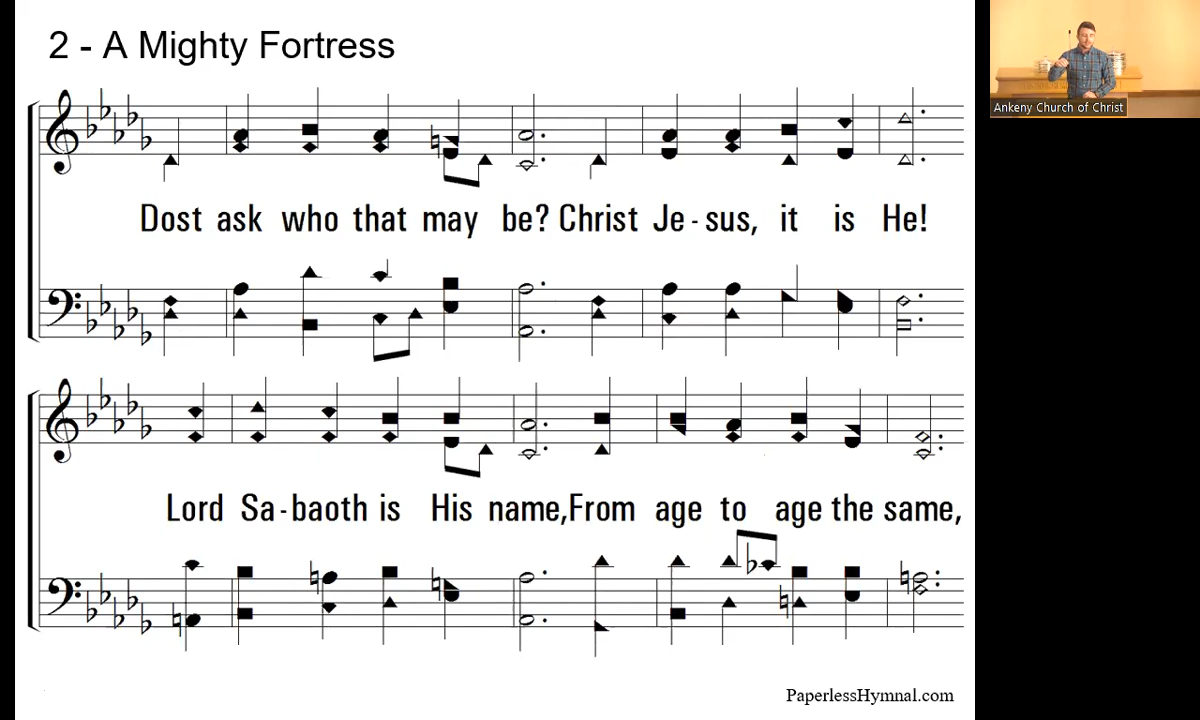 2 - A Mighty Fortress
Ankeny Church of Christ
Dost ask who that may be? Christ Je - sus, it is He!
Lord Sa - baoth is His name, From age to age the same,
PaperlessHymnal.com